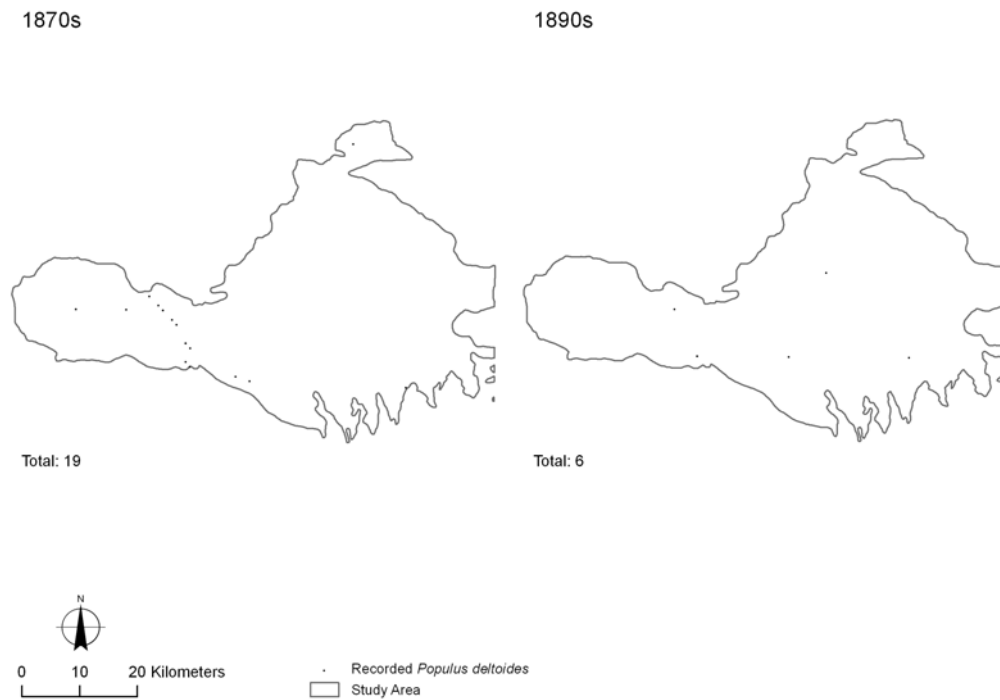 1870s
1890s
Total: 19
Total: 6
N
0 10 20 Kilometers
Recorded Populus deltoides
Study Area